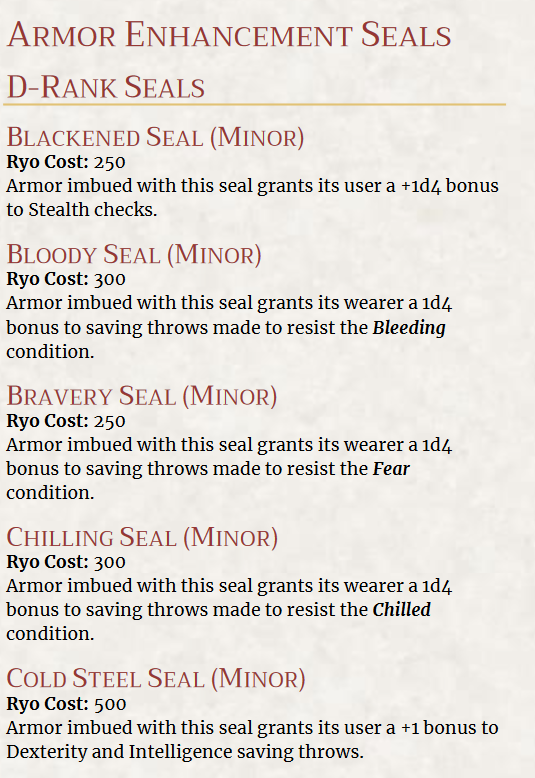 Armor Enhancement Seals
D-Rank Seals
Blackened Seal (Minor)
Ryo Cost: 250
Armor imbued with this seal grants its user a +1d4 bonus
to Stealth checks.
Bloody Seal (Minor)
Ryo Cost: 300
Armor imbued with this seal grants its wearer a 1d4
bonus to saving throws made to resist the Bleeding
condition.
Bravery Seal (Minor)
Ryo Cost: 250
Armor imbued with this seal grants its wearer a 1d4
bonus to saving throws made to resist the Fear
condition.
Chilling Seal (Minor)
Ryo Cost: 300
Armor imbued with this seal grants its wearer a 1d4
bonus to saving throws made to resist the Chilled
condition.
Cold Steel Seal (Minor)
Ryo Cost: 500
Armor imbued with this seal grants its user a +1 bonus to
Dexterity and Intelligence saving throws.